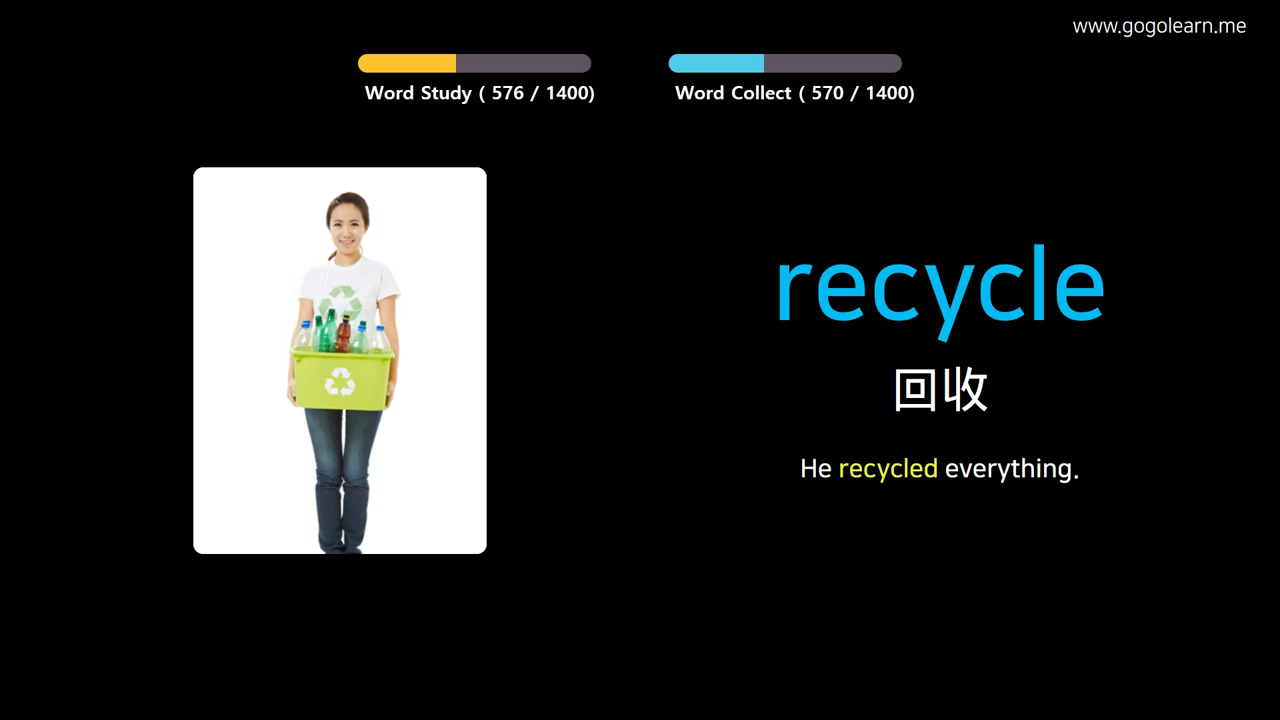 www.gogolearn.me
Word Study ( 576 / 1400)
Word Collect ( 570 / 1400)
recycle
回收
He recycled everything.